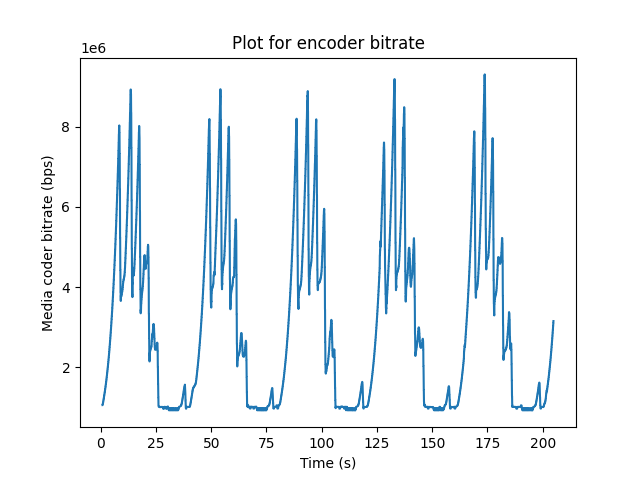 Plot for encoder bitrate
1e6
8
6
4
2
Media coder bitrate (bps)
0 25 50 75 100 125 150 175 200
Time (s)